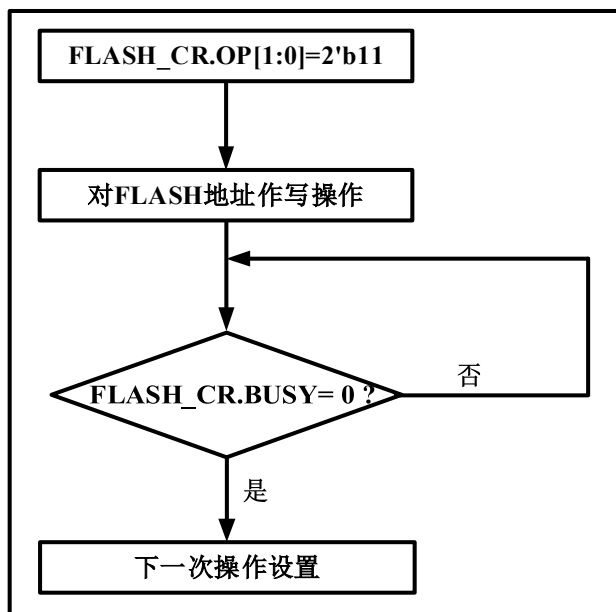 FLASH_CR.OP[1:0]=2'b11
对FLASH地址作写操作
FLASH_CR.BUSY= 0 ?
否
是
下一次操作设置